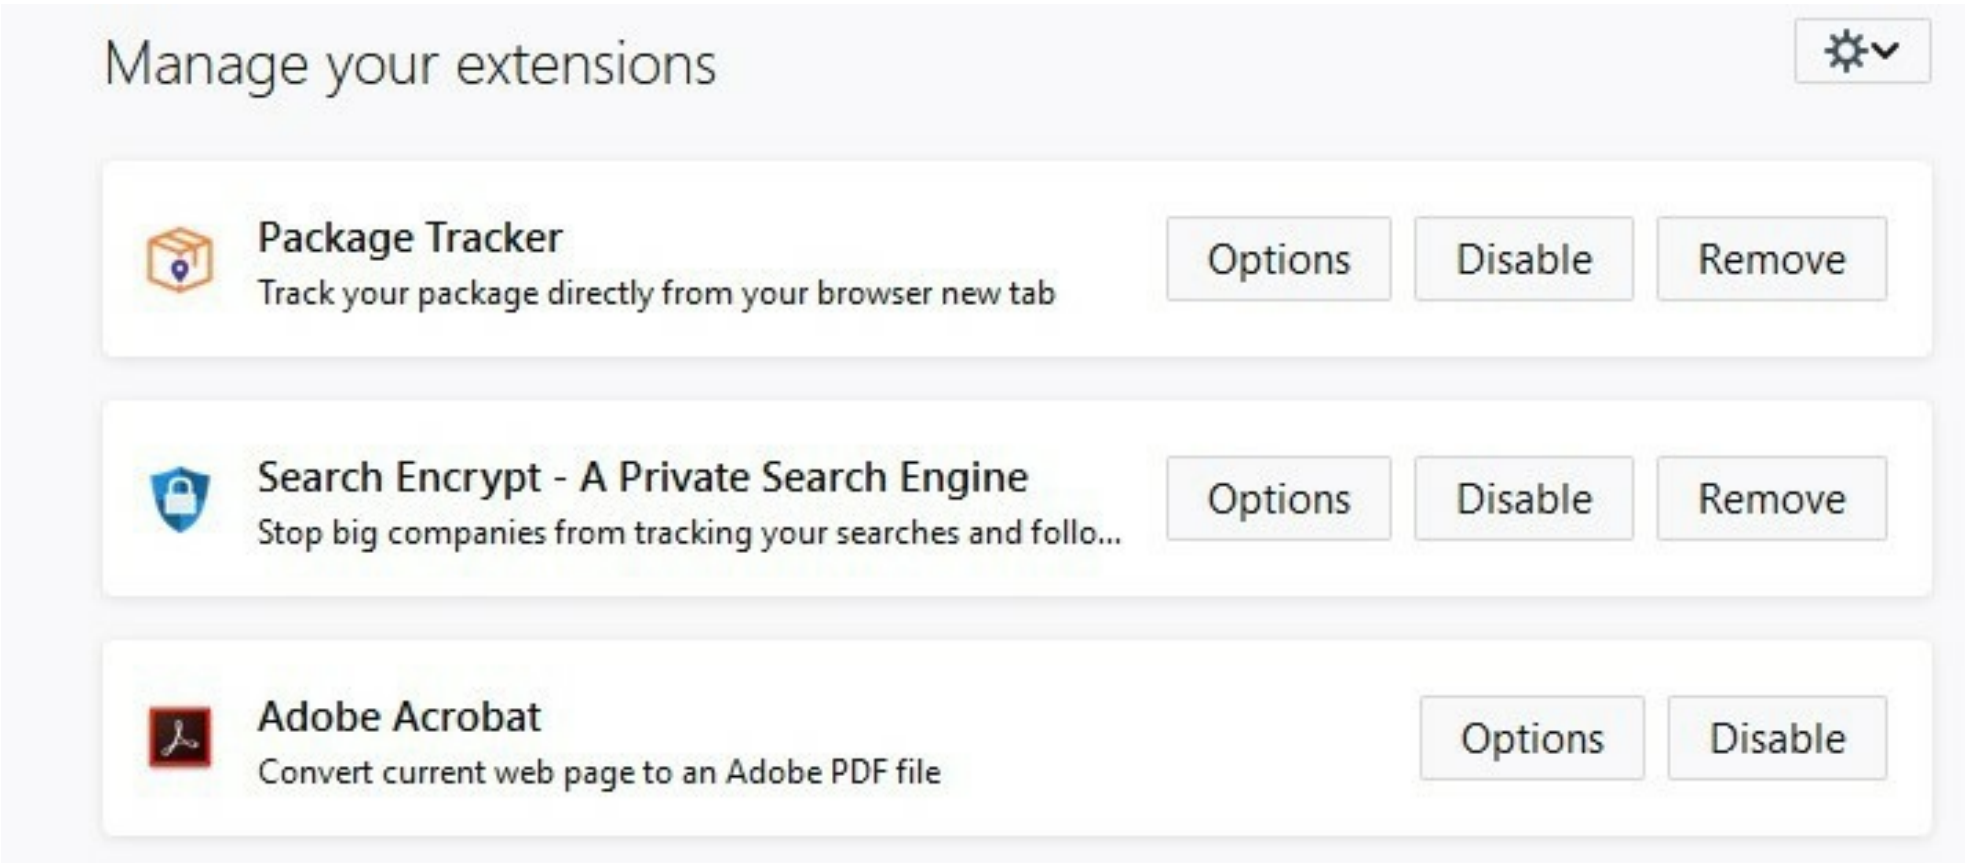 Manage your extensions
Package Tracker
Track your package directly from your browser new tab
Options Disable Remove
Search Encrypt - A Private Search Engine
Stop big companies from tracking your searches and follo...
Options Disable Remove
Adobe Acrobat
Convert current web page to an Adobe PDF file
Options Disable